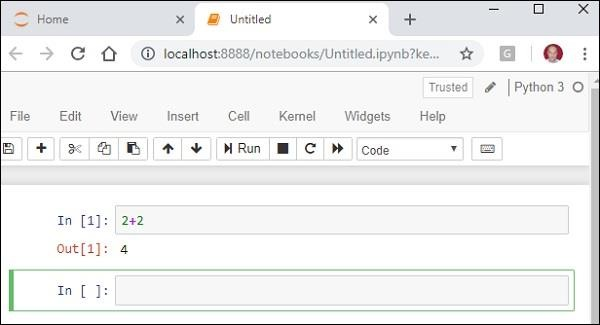 Home
Untitled
localhost:8888/notebooks/Untitled.ipynb?ke...
G
Trusted
Python 3
File Edit View Insert Cell Kernel Widgets Help
Run
Code
In [1]: 2+2
Out[1]: 4
In [ ]: